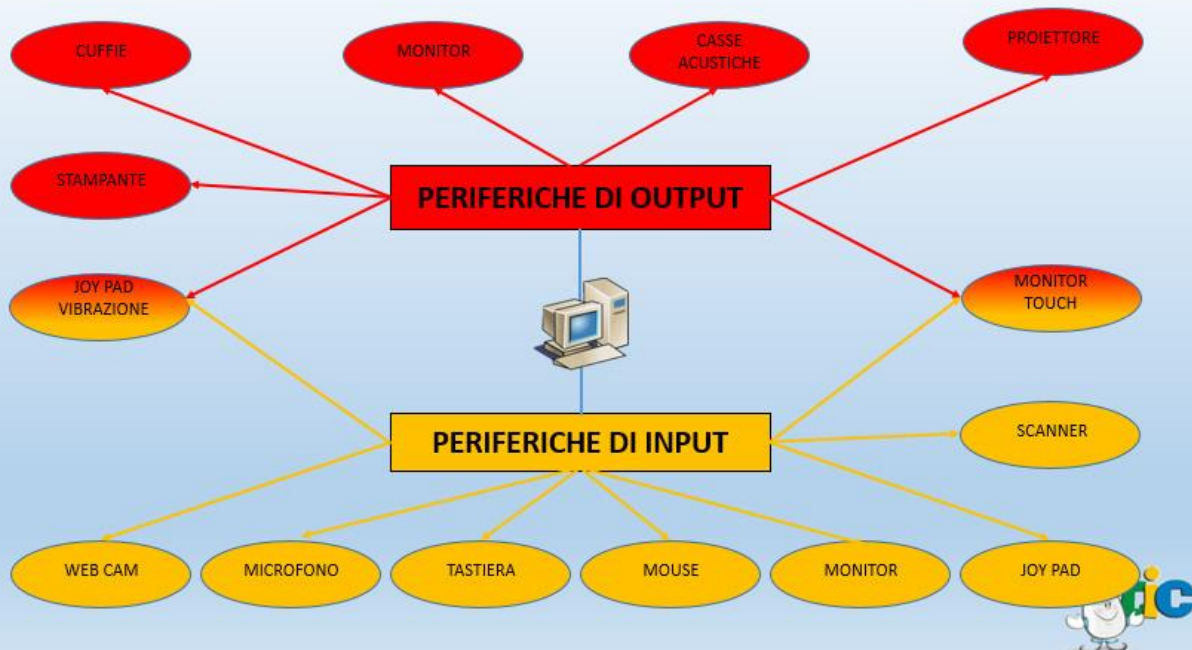 CUFFIE
MONITOR
CASSE
ACUSTICHE
PROIETTORE
STAMPANTE
PERIFERICHE DI OUTPUT
JOY PAD
VIBRAZIONE
MONITOR
TOUCH
PERIFERICHE DI INPUT
SCANNER
WEB CAM
MICROFONO
TASTIERA
MOUSE
MONITOR
JOY PAD